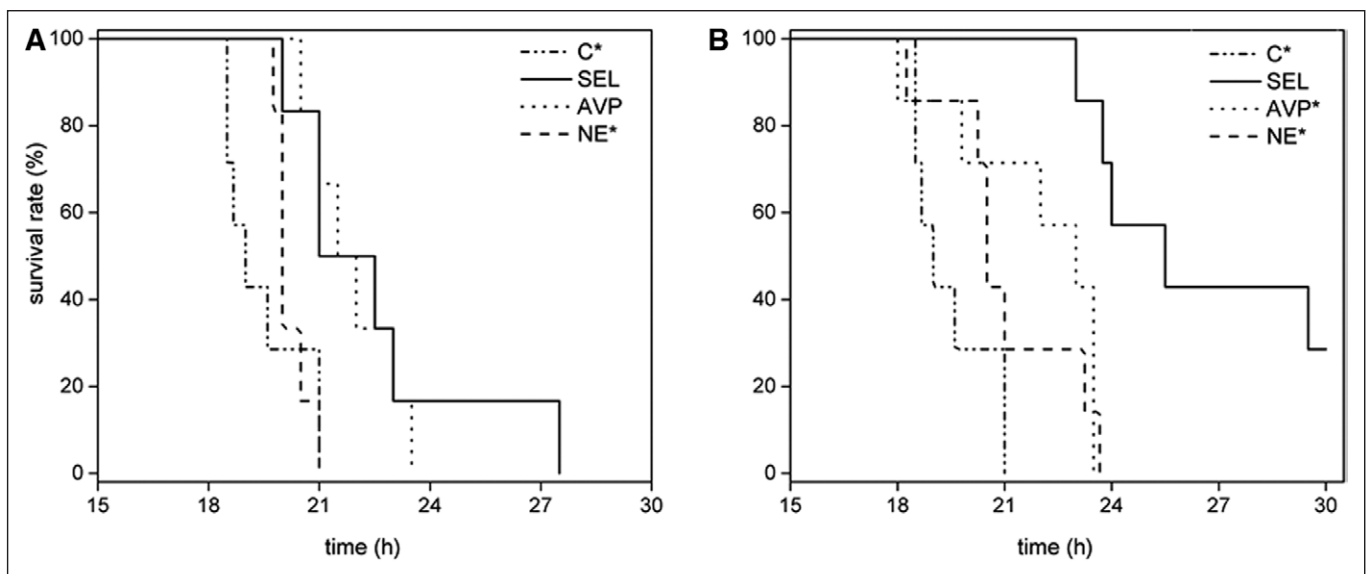 A
100
80
60
40
20
0
survival rate (%)
15 18 21 24 27 30
time (h)
C*
SEL
AVP
NE*
B
100
80
60
40
20
0
15 18 21 24 27 30
time (h)
C*
SEL
AVP*
NE*